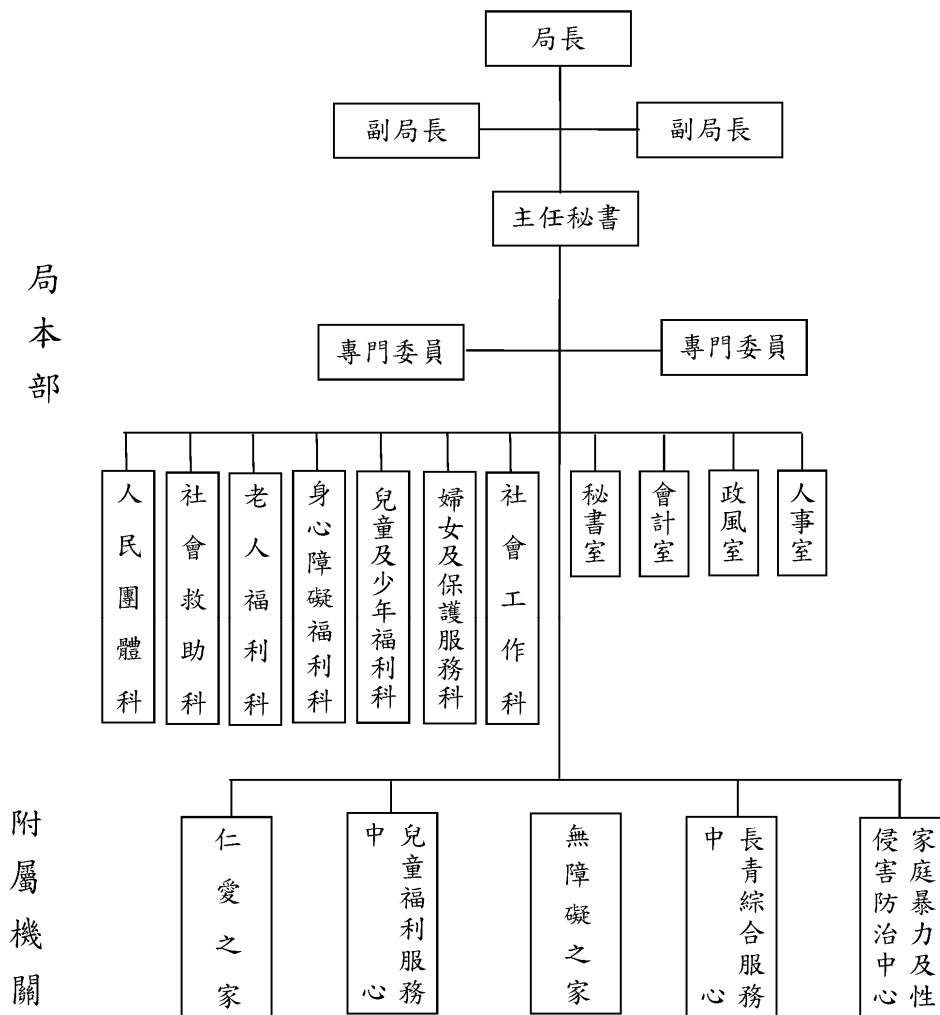 局長
副局長
副局長
主任秘書
局本部
專門委員
專門委員
人民團體科
社會救助科
老人福利科
身心障礙福利科
兒童及少年福利科
婦女及保護服務科
社會工作科
秘書室
會計室
政風室
人事室
附屬機關
仁愛之家
兒童福利服務
中心
無障礙之家
長青綜合服務
中心
家庭暴力及性
侵害防治中心